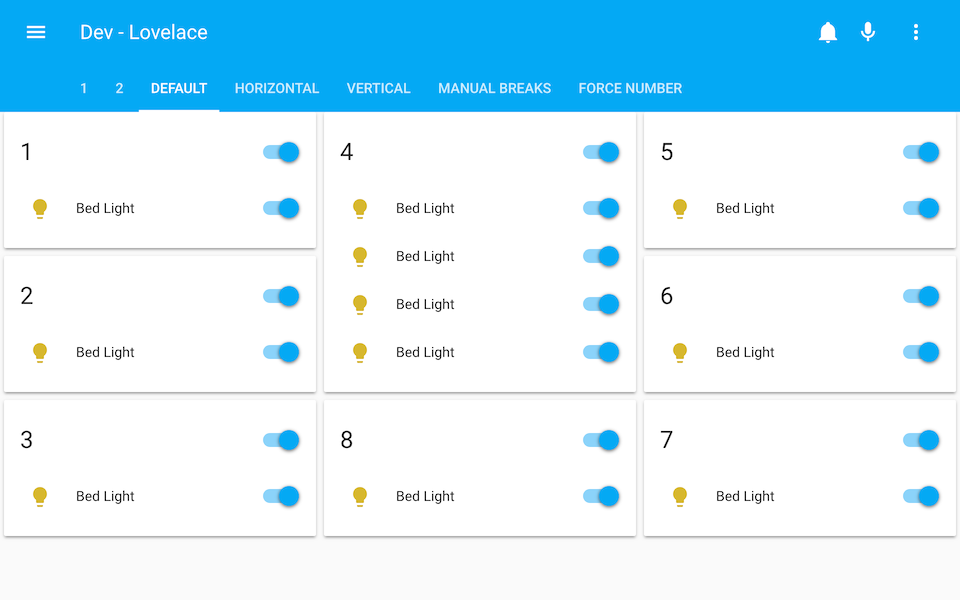 Dev - Lovelace
1 2 DEFAULT HORIZONTAL VERTICAL MANUAL BREAKS FORCE NUMBER
1
Bed Light
2
Bed Light
3
Bed Light
4
Bed Light
Bed Light
Bed Light
Bed Light
8
Bed Light
5
Bed Light
6
Bed Light
7
Bed Light